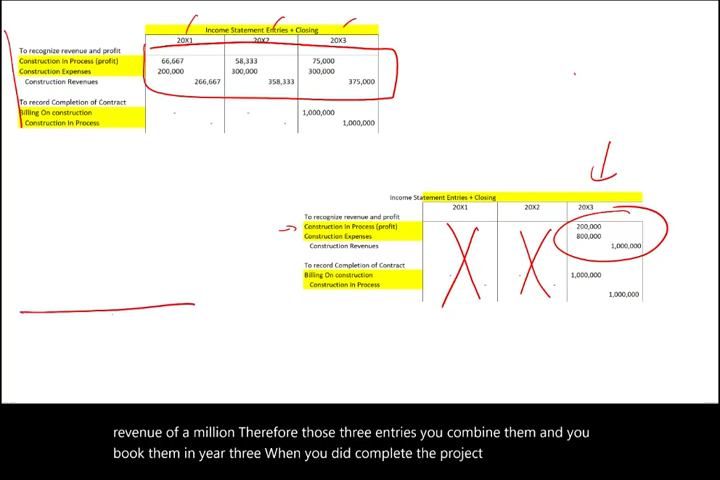 Income Statement Entries + Closing
20X1 20X2 20X3
To recognize revenue and profit
Construction In Process (profit) 66,667 58,333 75,000
Construction Expenses 200,000 300,000 300,000
Construction Revenues 266,667 358,333 375,000
To record Completion of Contract
Billing On construction - - 1,000,000
Construction In Process - - 1,000,000
Income Statement Entries + Closing
20X1 20X2 20X3
To recognize revenue and profit
Construction In Process (profit) 200,000
Construction Expenses 800,000
Construction Revenues 1,000,000
To record Completion of Contract
Billing On construction - - 1,000,000
Construction In Process - - 1,000,000
revenue of a million Therefore those three entries you combine them and you
book them in year three When you did complete the project